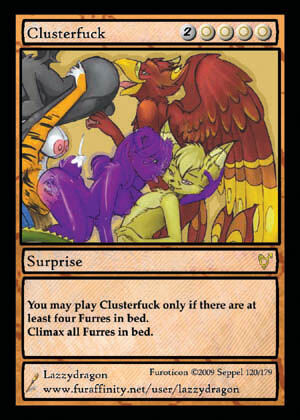 Clusterfuck 2
Surprise
You may play Clusterfuck only if there are at
least four Furres in bed.
Climax all Furres in bed.
Lazzydragon Furoticon ©2009 Seppel 120/179
www.furaffinity.net/user/lazzydragon